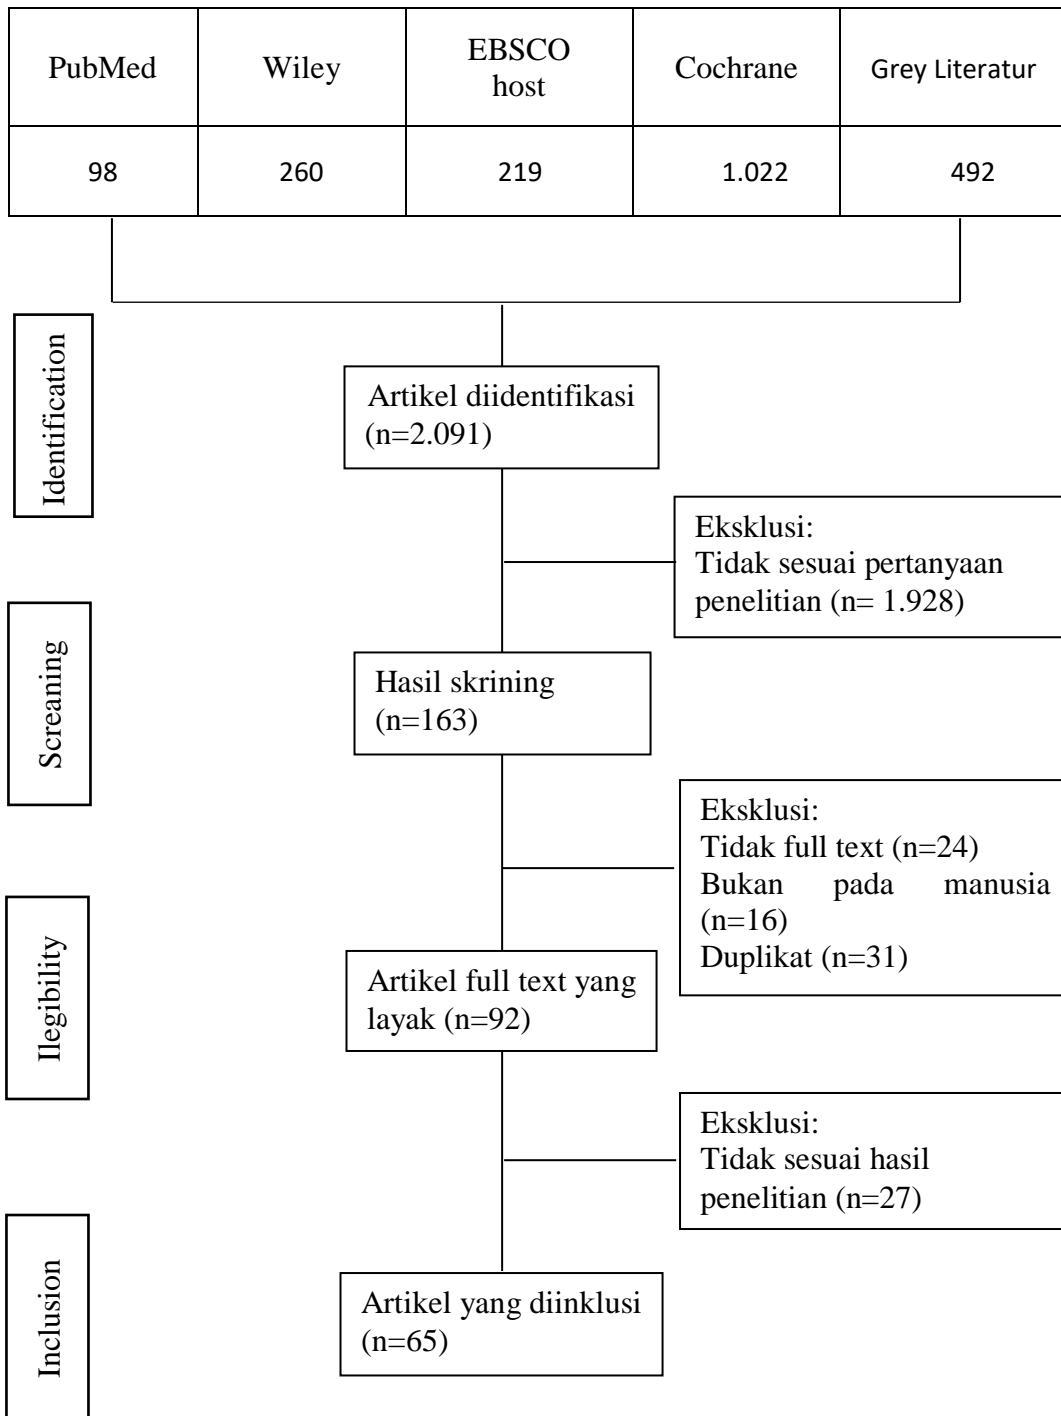 PubMed
Wiley
EBSCO
host
Cochrane
Grey Literatur
98
260
219
1.022
492
Identification
Artikel diidentifikasi
(n=2.091)
Eksklusi:
Tidak sesuai pertanyaan
penelitian (n= 1.928)
Screaning
Hasil skrining
(n=163)
Eksklusi:
Tidak full text (n=24)
Bukan pada manusia
(n=16)
Duplikat (n=31)
Ilegibility
Artikel full text yang
layak (n=92)
Eksklusi:
Tidak sesuai hasil
penelitian (n=27)
Inclusion
Artikel yang diinklusi
(n=65)